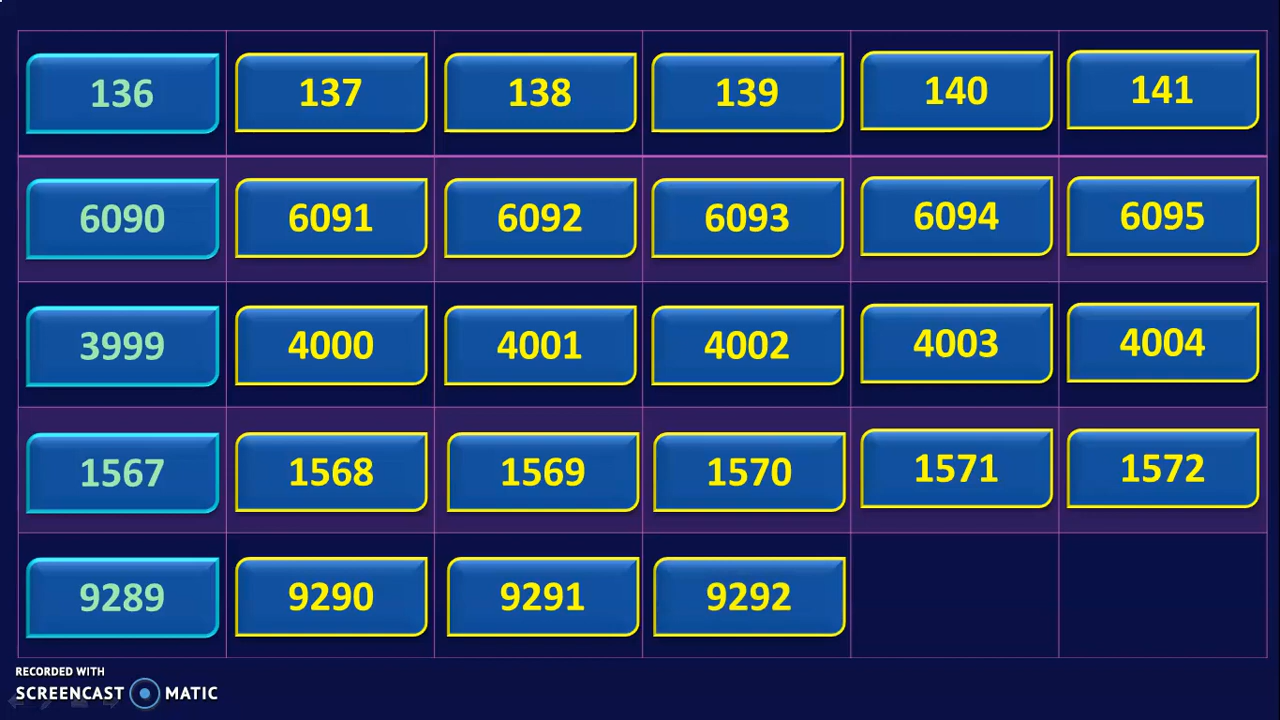 136 137 138 139 140 141
6090 6091 6092 6093 6094 6095
3999 4000 4001 4002 4003 4004
1567 1568 1569 1570 1571 1572
9289 9290 9291 9292
RECORDED WITH
SCREENCAST MATIC